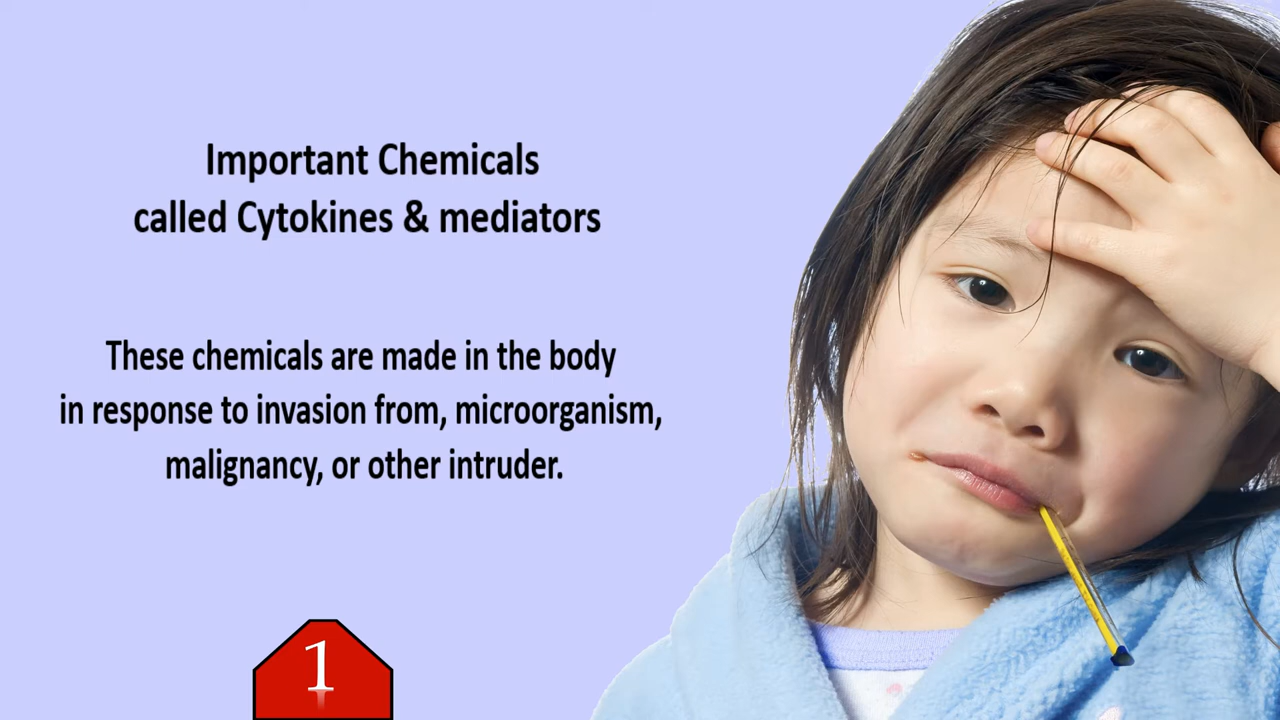 Important Chemicals
called Cytokines & mediators
These chemicals are made in the body
in response to invasion from, microorganism,
malignancy, or other intruder.
1